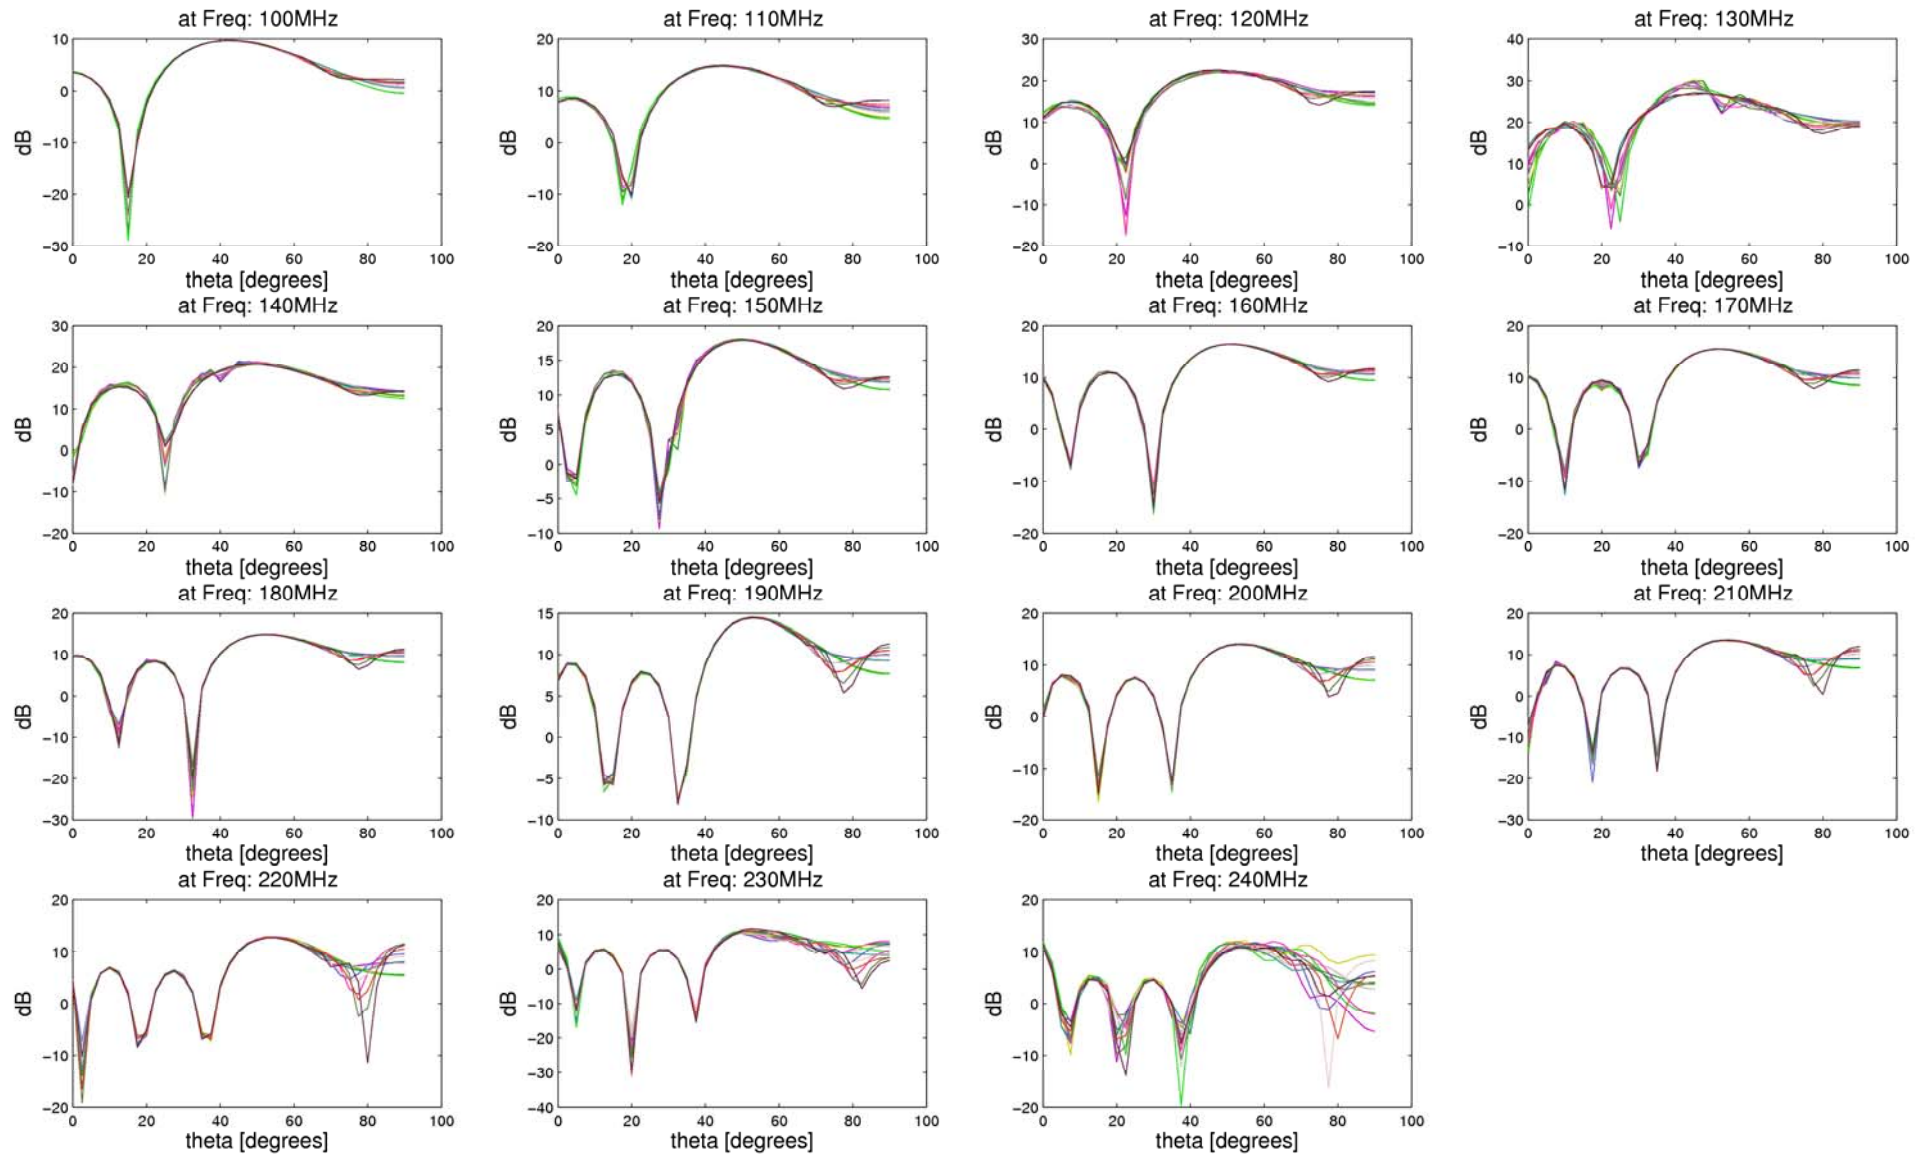 at Freq: 100MHz
10
0
−10
−20
−30
dB
0 20 40 60 80 100
theta [degrees]
at Freq: 110MHz
20
10
0
−10
−20
dB
0 20 40 60 80 100
theta [degrees]
at Freq: 120MHz
30
20
10
0
−10
−20
dB
0 20 40 60 80 100
theta [degrees]
at Freq: 130MHz
40
30
20
10
0
−10
dB
0 20 40 60 80 100
theta [degrees]
at Freq: 140MHz
30
20
10
0
−10
−20
dB
0 20 40 60 80 100
theta [degrees]
at Freq: 150MHz
20
15
10
5
0
−5
−10
dB
0 20 40 60 80 100
theta [degrees]
at Freq: 160MHz
20
10
0
−10
−20
dB
0 20 40 60 80 100
theta [degrees]
at Freq: 170MHz
20
10
0
−10
−20
dB
0 20 40 60 80 100
theta [degrees]
at Freq: 180MHz
20
10
0
−10
−20
−30
dB
0 20 40 60 80 100
theta [degrees]
at Freq: 190MHz
15
10
5
0
−5
−10
dB
0 20 40 60 80 100
theta [degrees]
at Freq: 200MHz
20
10
0
−10
−20
dB
0 20 40 60 80 100
theta [degrees]
at Freq: 210MHz
20
10
0
−10
−20
−30
dB
0 20 40 60 80 100
theta [degrees]
at Freq: 220MHz
20
10
0
−10
−20
dB
0 20 40 60 80 100
theta [degrees]
at Freq: 230MHz
20
10
0
−10
−20
−30
−40
dB
0 20 40 60 80 100
theta [degrees]
at Freq: 240MHz
20
10
0
−10
−20
dB
0 20 40 60 80 100
theta [degrees]